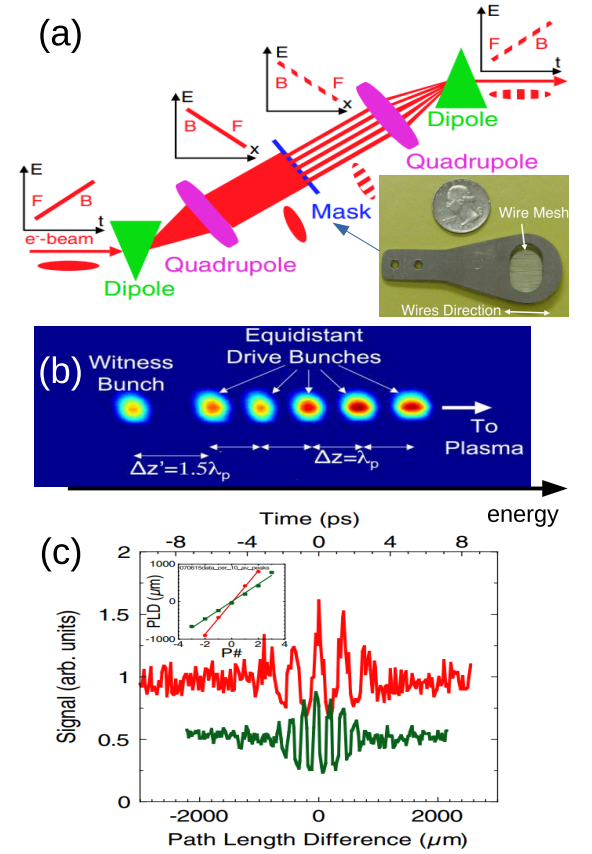 (a)
E
F B
t
e⁻-beam
Dipole
E
B F
x
Quadrupole
E
B F
x
Mask
Quadrupole
Dipole
E
F B
t
Wire Mesh
Wires Direction
(b)
Witness
Bunch
Equidistant
Drive Bunches
To
Plasma
Δz'=1.5λp
Δz=λp
energy
(c)
Time (ps)
-8 -4 0 4 8
2
1.5
1
0.5
0
Signal (arb. units)
1000
0
-1000
PLD (μm)
-4 -2 0 2 4
P#
-2000 0 2000
Path Length Difference (μm)